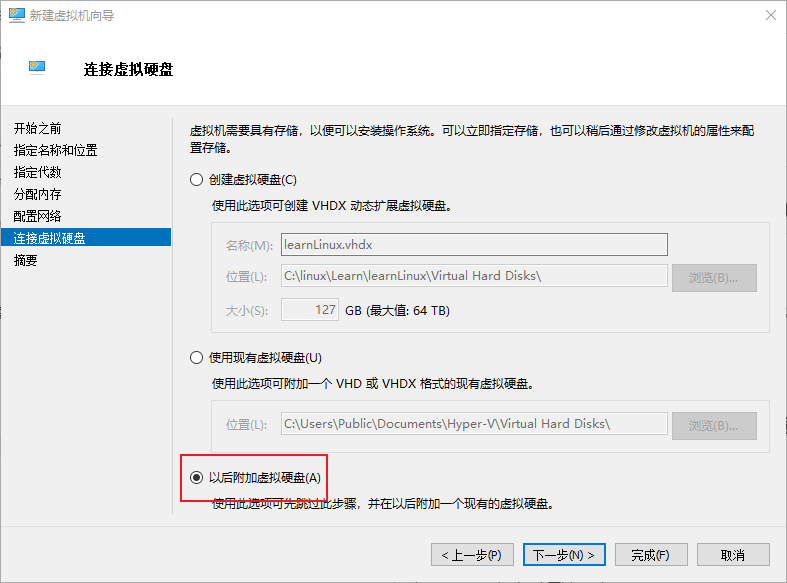 新建虚拟机向导
连接虚拟硬盘
开始之前
指定名称和位置
指定代数
分配内存
配置网络
连接虚拟硬盘
摘要
虚拟机需要具有存储，以便可以安装操作系统。可以立即指定存储，也可以稍后通过修改虚拟机的属性来配
置存储。
创建虚拟硬盘(C)
使用此选项可创建 VHDX 动态扩展虚拟硬盘。
名称(M): learnLinux.vhdx
位置(L): C:\linux\Learn\learnLinux\Virtual Hard Disks\ 浏览(B)...
大小(S): 127 GB (最大值: 64 TB)
使用现有虚拟硬盘(U)
使用此选项可附加一个 VHD 或 VHDX 格式的现有虚拟硬盘。
位置(L): C:\Users\Public\Documents\Hyper-V\Virtual Hard Disks\ 浏览(B)...
以后附加虚拟硬盘(A)
使用此选项可先跳过此步骤，并在以后附加一个现有的虚拟硬盘。
< 上一步(P) 下一步(N) > 完成(F) 取消